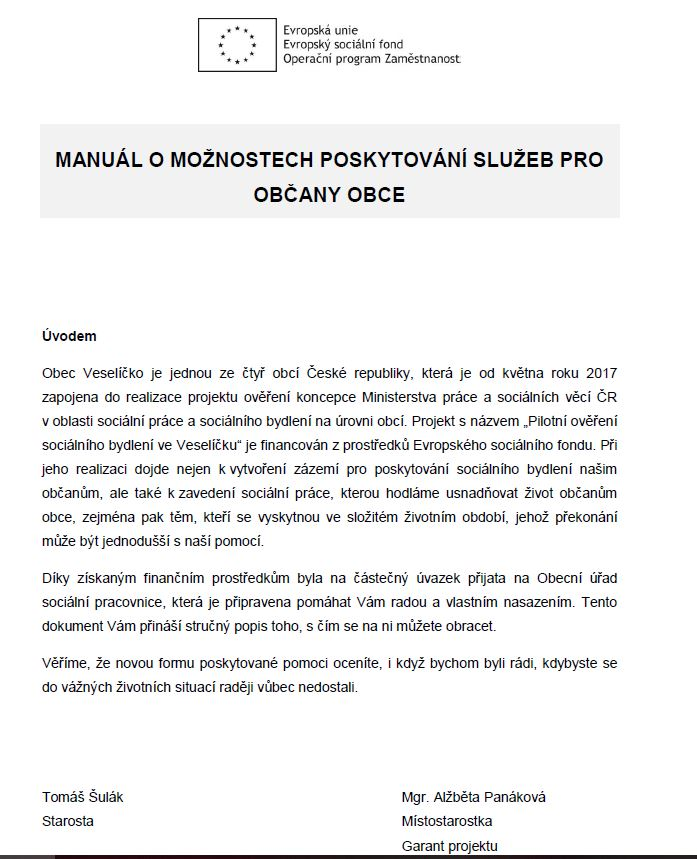 Evropská unie
Evropský sociální fond
Operační program Zaměstnanost
MANUÁL O MOŽNOSTECH POSKYTOVÁNÍ SLUŽEB PRO
OBČANY OBCE
Úvodem
Obec Veselíčko je jednou ze čtyř obcí České republiky, která je od května roku 2017
zapojena do realizace projektu ověření koncepce Ministerstva práce a sociálních věcí ČR
v oblasti sociální práce a sociálního bydlení na úrovni obcí. Projekt s názvem „Pilotní ověření
sociálního bydlení ve Veselíčku“ je financován z prostředků Evropského sociálního fondu. Při
jeho realizaci dojde nejen k vytvoření zázemí pro poskytování sociálního bydlení našim
občanům, ale také k zavedení sociální práce, kterou hodláme usnadňovat život občanům
obce, zejména pak těm, kteří se vyskytnou ve složitém životním období, jehož překonání
může být jednodušší s naší pomocí.
Díky získaným finančním prostředkům byla na částečný úvazek přijata na Obecní úřad
sociální pracovnice, která je připravena pomáhat Vám radou a vlastním nasazením. Tento
dokument Vám přináší stručný popis toho, s čím se na ni můžete obracet.
Věříme, že novou formu poskytované pomoci oceníte, i když bychom byli rádi, kdybyste se
do vážných životních situací raději vůbec nedostali.
Tomáš Šulák
Starosta
Mgr. Alžběta Panáková
Místostarostka
Garant projektu